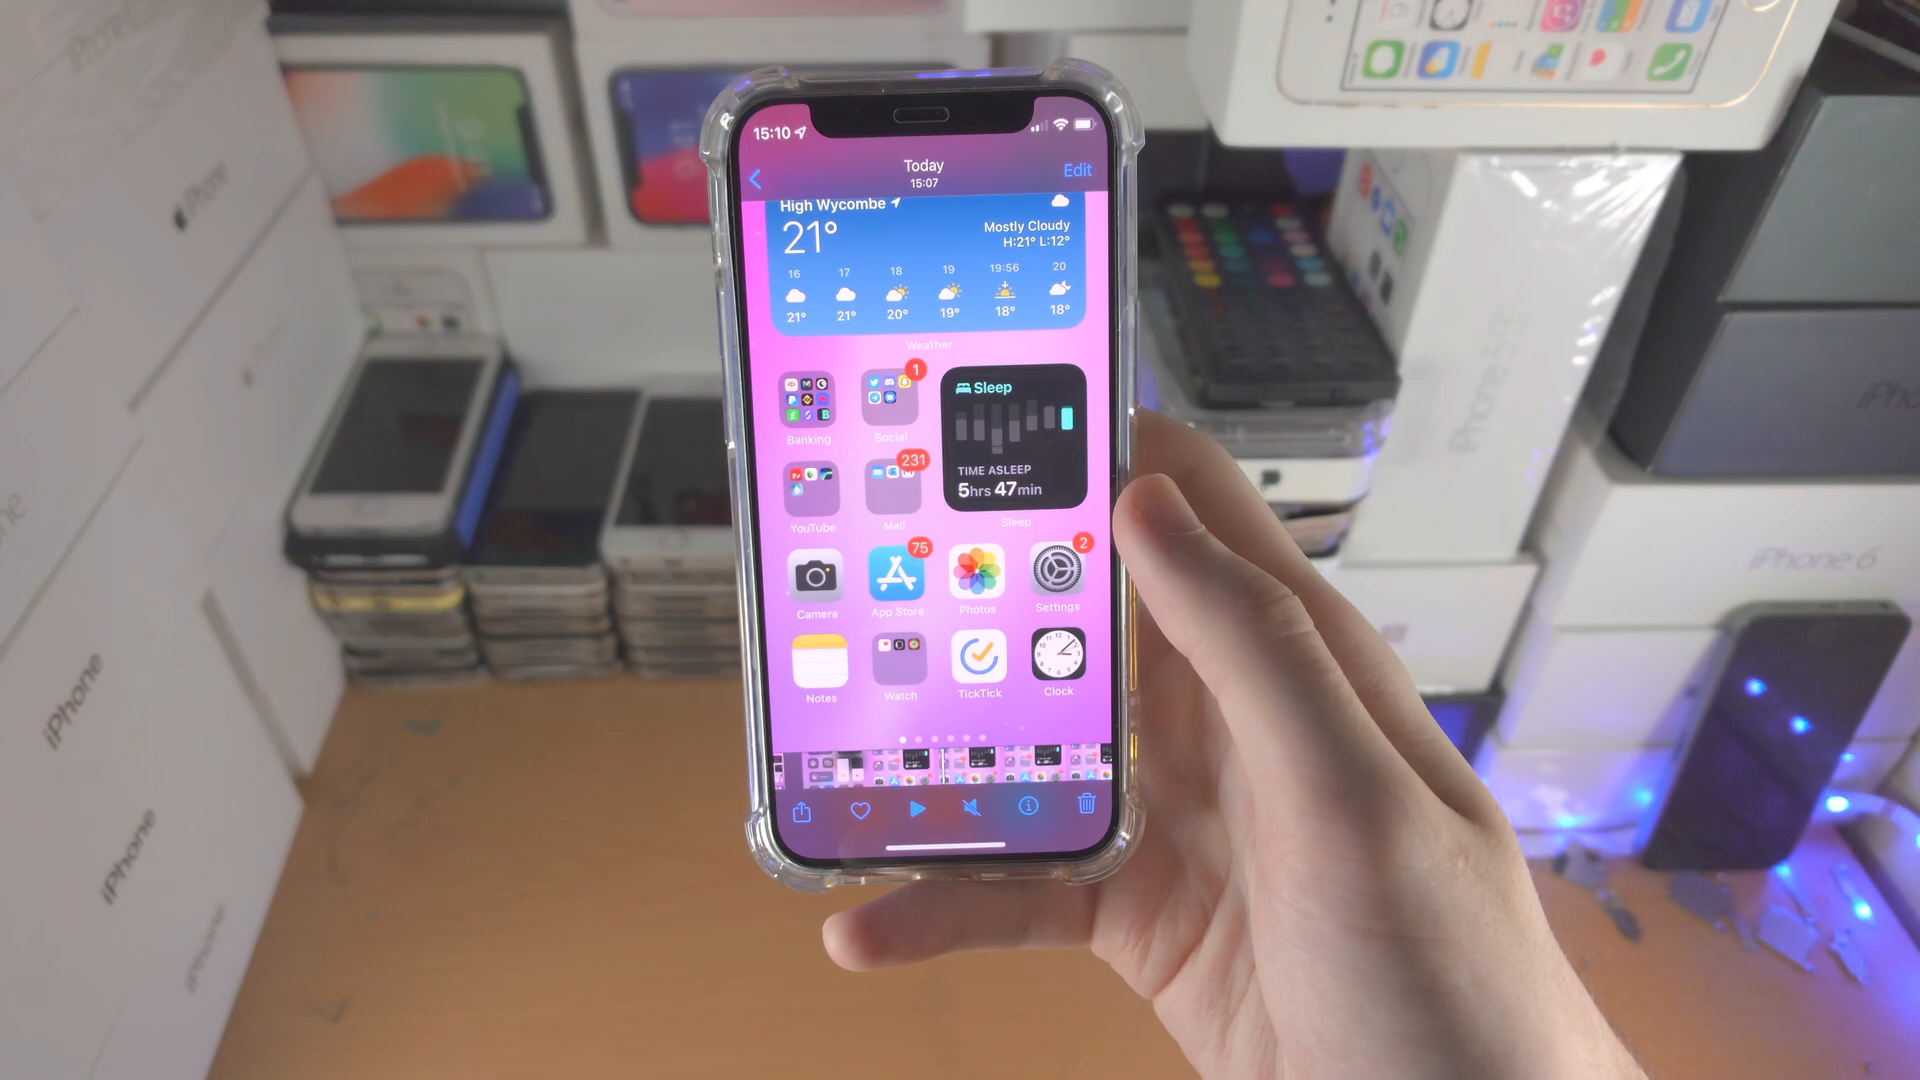 15:10
Today
15:07
Edit
High Wycombe
21°
Mostly Cloudy
H:21° L:12°
16 17 18 19 19:56 20
21° 21° 20° 19° 18° 18°
Weather
1
Sleep
TIME ASLEEP
5hrs 47min
Banking
Social
231
YouTube
Mail
Sleep
75
2
Camera
App Store
Photos
Settings
Notes
Watch
TickTick
Clock
iPhone
iPhone
iPhone
iPhone
iPhone 6